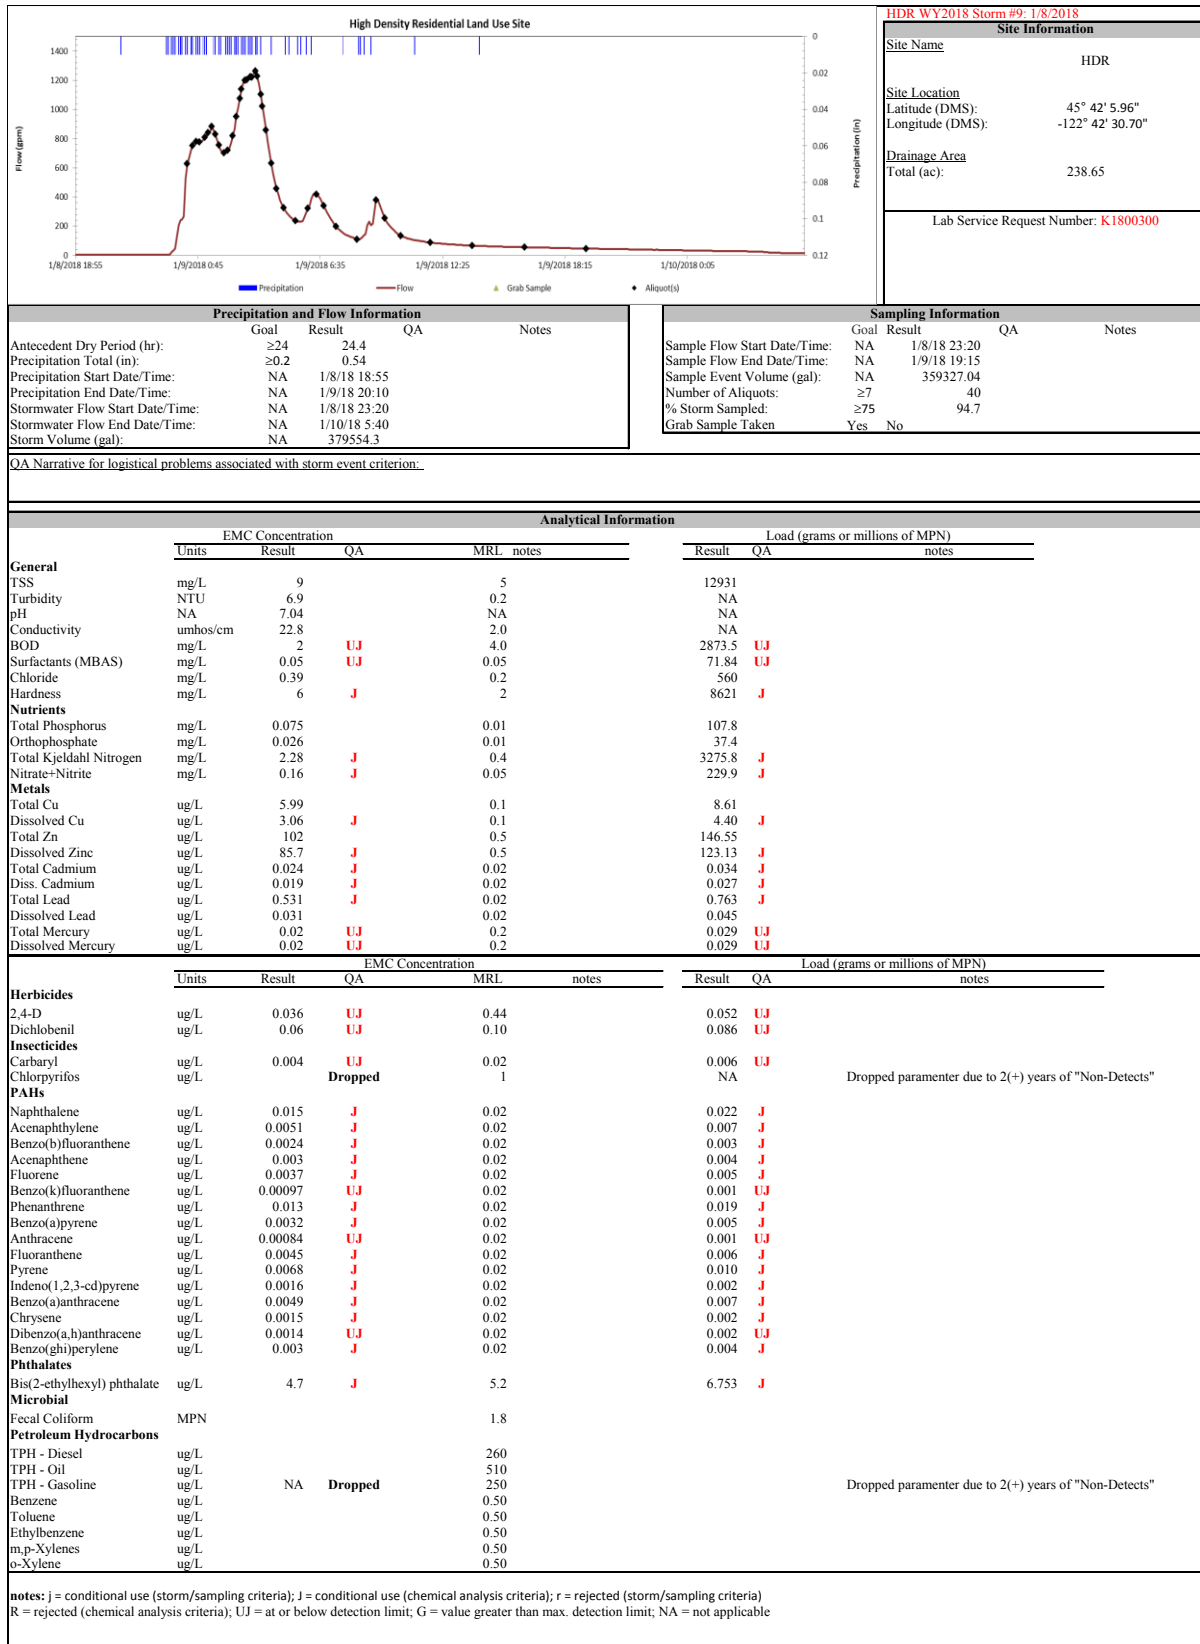 High Density Residential Land Use Site
1400
1200
1000
800
600
400
200
0
Flow (gpm)
0
0.02
0.04
0.06
0.08
0.1
0.12
Precipitation (in)
1/8/2018 18:55 1/9/2018 0:45 1/9/2018 6:35 1/9/2018 12:25 1/9/2018 18:15 1/10/2018 0:05
Precipitation Flow Grab Sample Aliquot(s)
HDR WY2018 Storm #9: 1/8/2018
Site Information
Site Name
HDR
Site Location
Latitude (DMS): 45° 42' 5.96"
Longitude (DMS): -122° 42' 30.70"
Drainage Area
Total (ac): 238.65
Lab Service Request Number: K1800300
Precipitation and Flow Information
Goal Result QA Notes
Antecedent Dry Period (hr): ≥24 24.4
Precipitation Total (in): ≥0.2 0.54
Precipitation Start Date/Time: NA 1/8/18 18:55
Precipitation End Date/Time: NA 1/9/18 20:10
Stormwater Flow Start Date/Time: NA 1/8/18 23:20
Stormwater Flow End Date/Time: NA 1/10/18 5:40
Storm Volume (gal): NA 379554.3
Sampling Information
Goal Result QA Notes
Sample Flow Start Date/Time: NA 1/8/18 23:20
Sample Flow End Date/Time: NA 1/9/18 19:15
Sample Event Volume (gal): NA 359327.04
Number of Aliquots: ≥7 40
% Storm Sampled: ≥75 94.7
Grab Sample Taken Yes No
QA Narrative for logistical problems associated with storm event criterion:
Analytical Information
EMC Concentration Load (grams or millions of MPN)
Units Result QA MRL notes Result QA notes
General
TSS mg/L 9 5 12931
Turbidity NTU 6.9 0.2 NA
pH NA 7.04 NA NA
Conductivity umhos/cm 22.8 2.0 NA
BOD mg/L 2 UJ 4.0 2873.5 UJ
Surfactants (MBAS) mg/L 0.05 UJ 0.05 71.84 UJ
Chloride mg/L 0.39 0.2 560
Hardness mg/L 6 J 2 8621 J
Nutrients
Total Phosphorus mg/L 0.075 0.01 107.8
Orthophosphate mg/L 0.026 0.01 37.4
Total Kjeldahl Nitrogen mg/L 2.28 J 0.4 3275.8 J
Nitrate+Nitrite mg/L 0.16 J 0.05 229.9 J
Metals
Total Cu ug/L 5.99 0.1 8.61
Dissolved Cu ug/L 3.06 J 0.1 4.40 J
Total Zn ug/L 102 0.5 146.55
Dissolved Zinc ug/L 85.7 J 0.5 123.13 J
Total Cadmium ug/L 0.024 J 0.02 0.034 J
Diss. Cadmium ug/L 0.019 J 0.02 0.027 J
Total Lead ug/L 0.531 J 0.02 0.763 J
Dissolved Lead ug/L 0.031 0.02 0.045
Total Mercury ug/L 0.02 UJ 0.2 0.029 UJ
Dissolved Mercury ug/L 0.02 UJ 0.2 0.029 UJ
EMC Concentration Load (grams or millions of MPN)
Units Result QA MRL notes Result QA notes
Herbicides
2,4-D ug/L 0.036 UJ 0.44 0.052 UJ
Dichlobenil ug/L 0.06 UJ 0.10 0.086 UJ
Insecticides
Carbaryl ug/L 0.004 UJ 0.02 0.006 UJ
Chlorpyrifos ug/L Dropped 1 NA Dropped paramenter due to 2(+) years of "Non-Detects"
PAHs
Naphthalene ug/L 0.015 J 0.02 0.022 J
Acenaphthylene ug/L 0.0051 J 0.02 0.007 J
Benzo(b)fluoranthene ug/L 0.0024 J 0.02 0.003 J
Acenaphthene ug/L 0.003 J 0.02 0.004 J
Fluorene ug/L 0.0037 J 0.02 0.005 J
Benzo(k)fluoranthene ug/L 0.00097 UJ 0.02 0.001 UJ
Phenanthrene ug/L 0.013 J 0.02 0.019 J
Benzo(a)pyrene ug/L 0.0032 J 0.02 0.005 J
Anthracene ug/L 0.00084 UJ 0.02 0.001 UJ
Fluoranthene ug/L 0.0045 J 0.02 0.006 J
Pyrene ug/L 0.0068 J 0.02 0.010 J
Indeno(1,2,3-cd)pyrene ug/L 0.0016 J 0.02 0.002 J
Benzo(a)anthracene ug/L 0.0049 J 0.02 0.007 J
Chrysene ug/L 0.0015 J 0.02 0.002 J
Dibenzo(a,h)anthracene ug/L 0.0014 UJ 0.02 0.002 UJ
Benzo(ghi)perylene ug/L 0.003 J 0.02 0.004 J
Phthalates
Bis(2-ethylhexyl) phthalate ug/L 4.7 J 5.2 6.753 J
Microbial
Fecal Coliform MPN 1.8
Petroleum Hydrocarbons
TPH - Diesel ug/L 260
TPH - Oil ug/L 510
TPH - Gasoline ug/L NA Dropped 250 Dropped paramenter due to 2(+) years of "Non-Detects"
Benzene ug/L 0.50
Toluene ug/L 0.50
Ethylbenzene ug/L 0.50
m,p-Xylenes ug/L 0.50
o-Xylene ug/L 0.50
notes: j = conditional use (storm/sampling criteria); J = conditional use (chemical analysis criteria); r = rejected (storm/sampling criteria)
R = rejected (chemical analysis criteria); UJ = at or below detection limit; G = value greater than max. detection limit; NA = not applicable